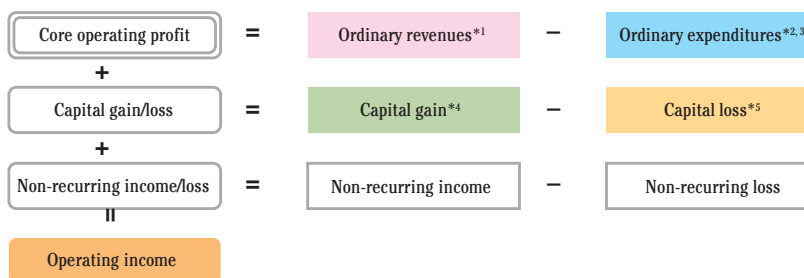 Core operating profit = Ordinary revenues*1 − Ordinary expenditures*2, 3
+
Capital gain/loss = Capital gain*4 − Capital loss*5
+
Non-recurring income/loss = Non-recurring income − Non-recurring loss
=
Operating income